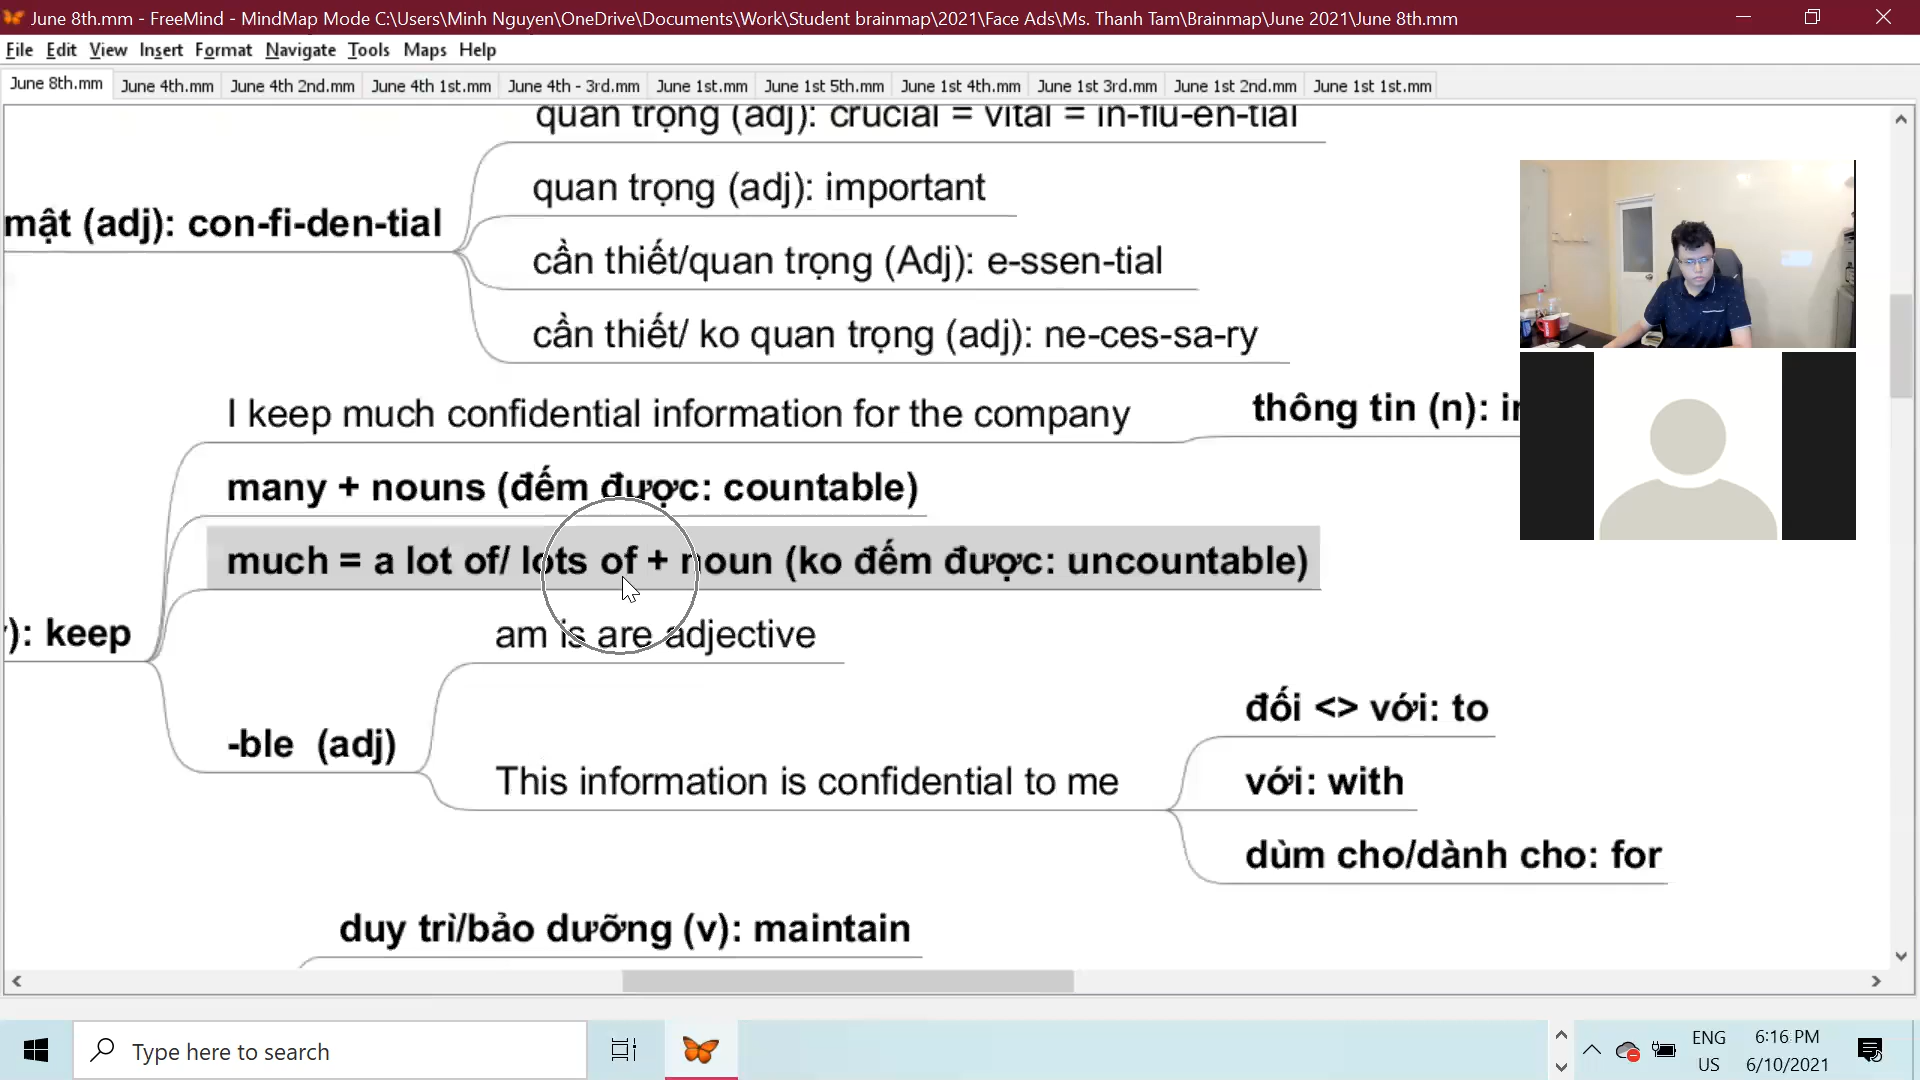 June 8th.mm - FreeMind - MindMap Mode C:\Users\Minh Nguyen\OneDrive\Documents\Work\Student brainmap\2021\Face Ads\Ms. Thanh Tam\Brainmap\June 2021\June 8th.mm
File Edit View Insert Format Navigate Tools Maps Help
June 8th.mm June 4th.mm June 4th 2nd.mm June 4th 1st.mm June 4th - 3rd.mm June 1st.mm June 1st 5th.mm June 1st 4th.mm June 1st 3rd.mm June 1st 2nd.mm June 1st 1st.mm
quan trọng (adj): crucial = vital = in-flu-en-tial
quan trọng (adj): important
mật (adj): con-fi-den-tial
cần thiết/quan trọng (Adj): e-ssen-tial
cần thiết/ ko quan trọng (adj): ne-ces-sa-ry
I keep much confidential information for the company
thông tin (n):
many + nouns (đếm được: countable)
much = a lot of/ lots of + noun (ko đếm được: uncountable)
): keep
am is are adjective
-ble (adj)
đối <> với: to
This information is confidential to me
với: with
dùm cho/dành cho: for
duy trì/bảo dưỡng (v): maintain
Type here to search
ENG
US
6:16 PM
6/10/2021